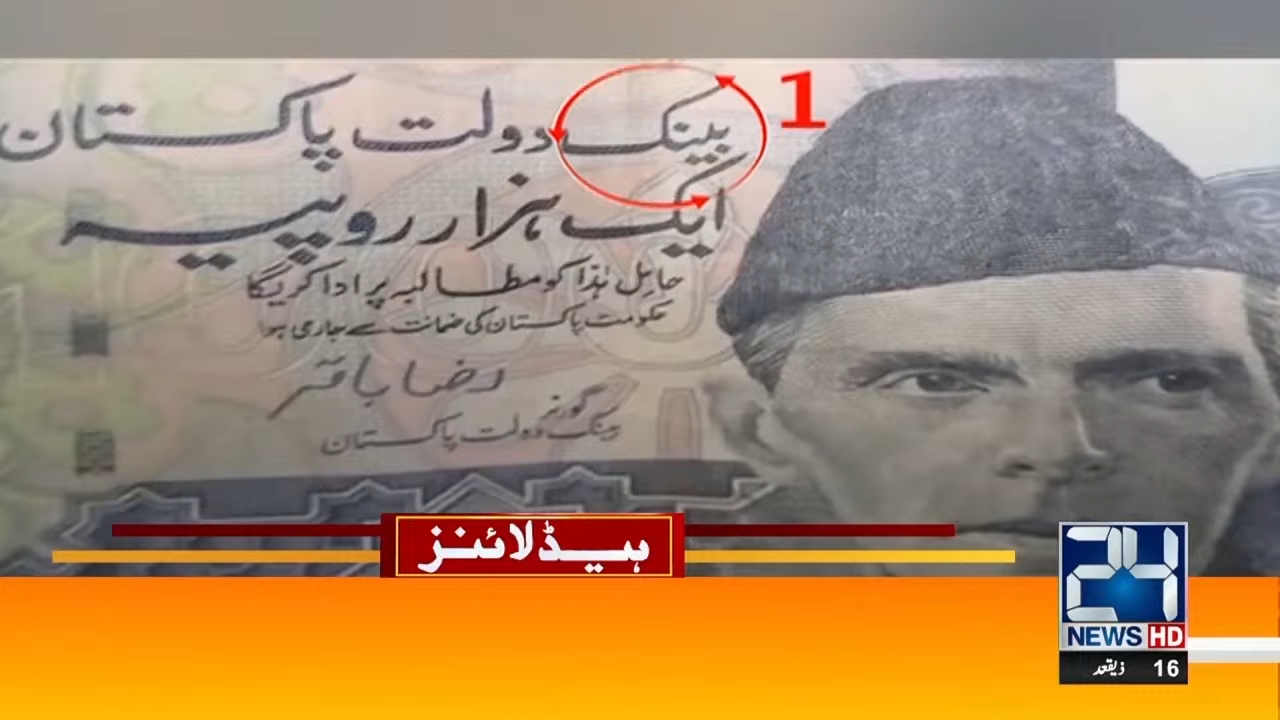 بینک دولت پاکستان
1
ایک ہزار روپیہ
حاملِ ہٰذا کو مطالبہ پر ادا کریگا
حکومت پاکستان کی ضمانت سے جاری ہوا
رضا باقر
گورنر
بینک دولت پاکستان
ہیڈلائنز
24
NEWS HD
16 ذیقعد